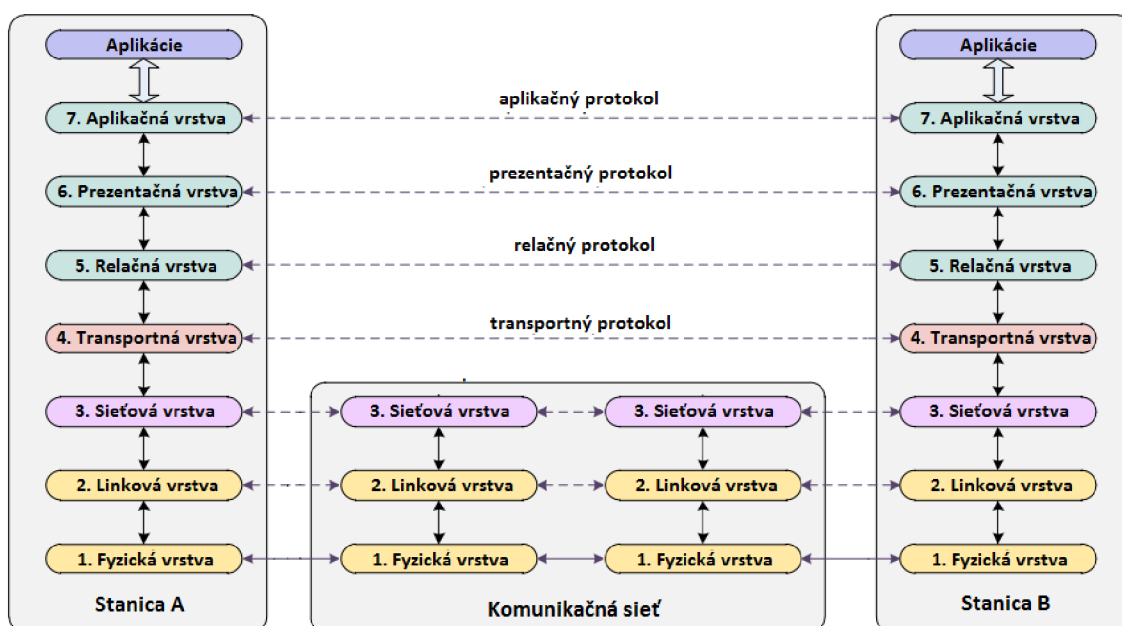 Aplikácie
Aplikácie
aplikačný protokol
7. Aplikačná vrstva
7. Aplikačná vrstva
prezentačný protokol
6. Prezentačná vrstva
6. Prezentačná vrstva
relačný protokol
5. Relačná vrstva
5. Relačná vrstva
transportný protokol
4. Transportná vrstva
4. Transportná vrstva
3. Sieťová vrstva
3. Sieťová vrstva
3. Sieťová vrstva
3. Sieťová vrstva
2. Linková vrstva
2. Linková vrstva
2. Linková vrstva
2. Linková vrstva
1. Fyzická vrstva
1. Fyzická vrstva
1. Fyzická vrstva
1. Fyzická vrstva
Stanica A
Komunikačná sieť
Stanica B